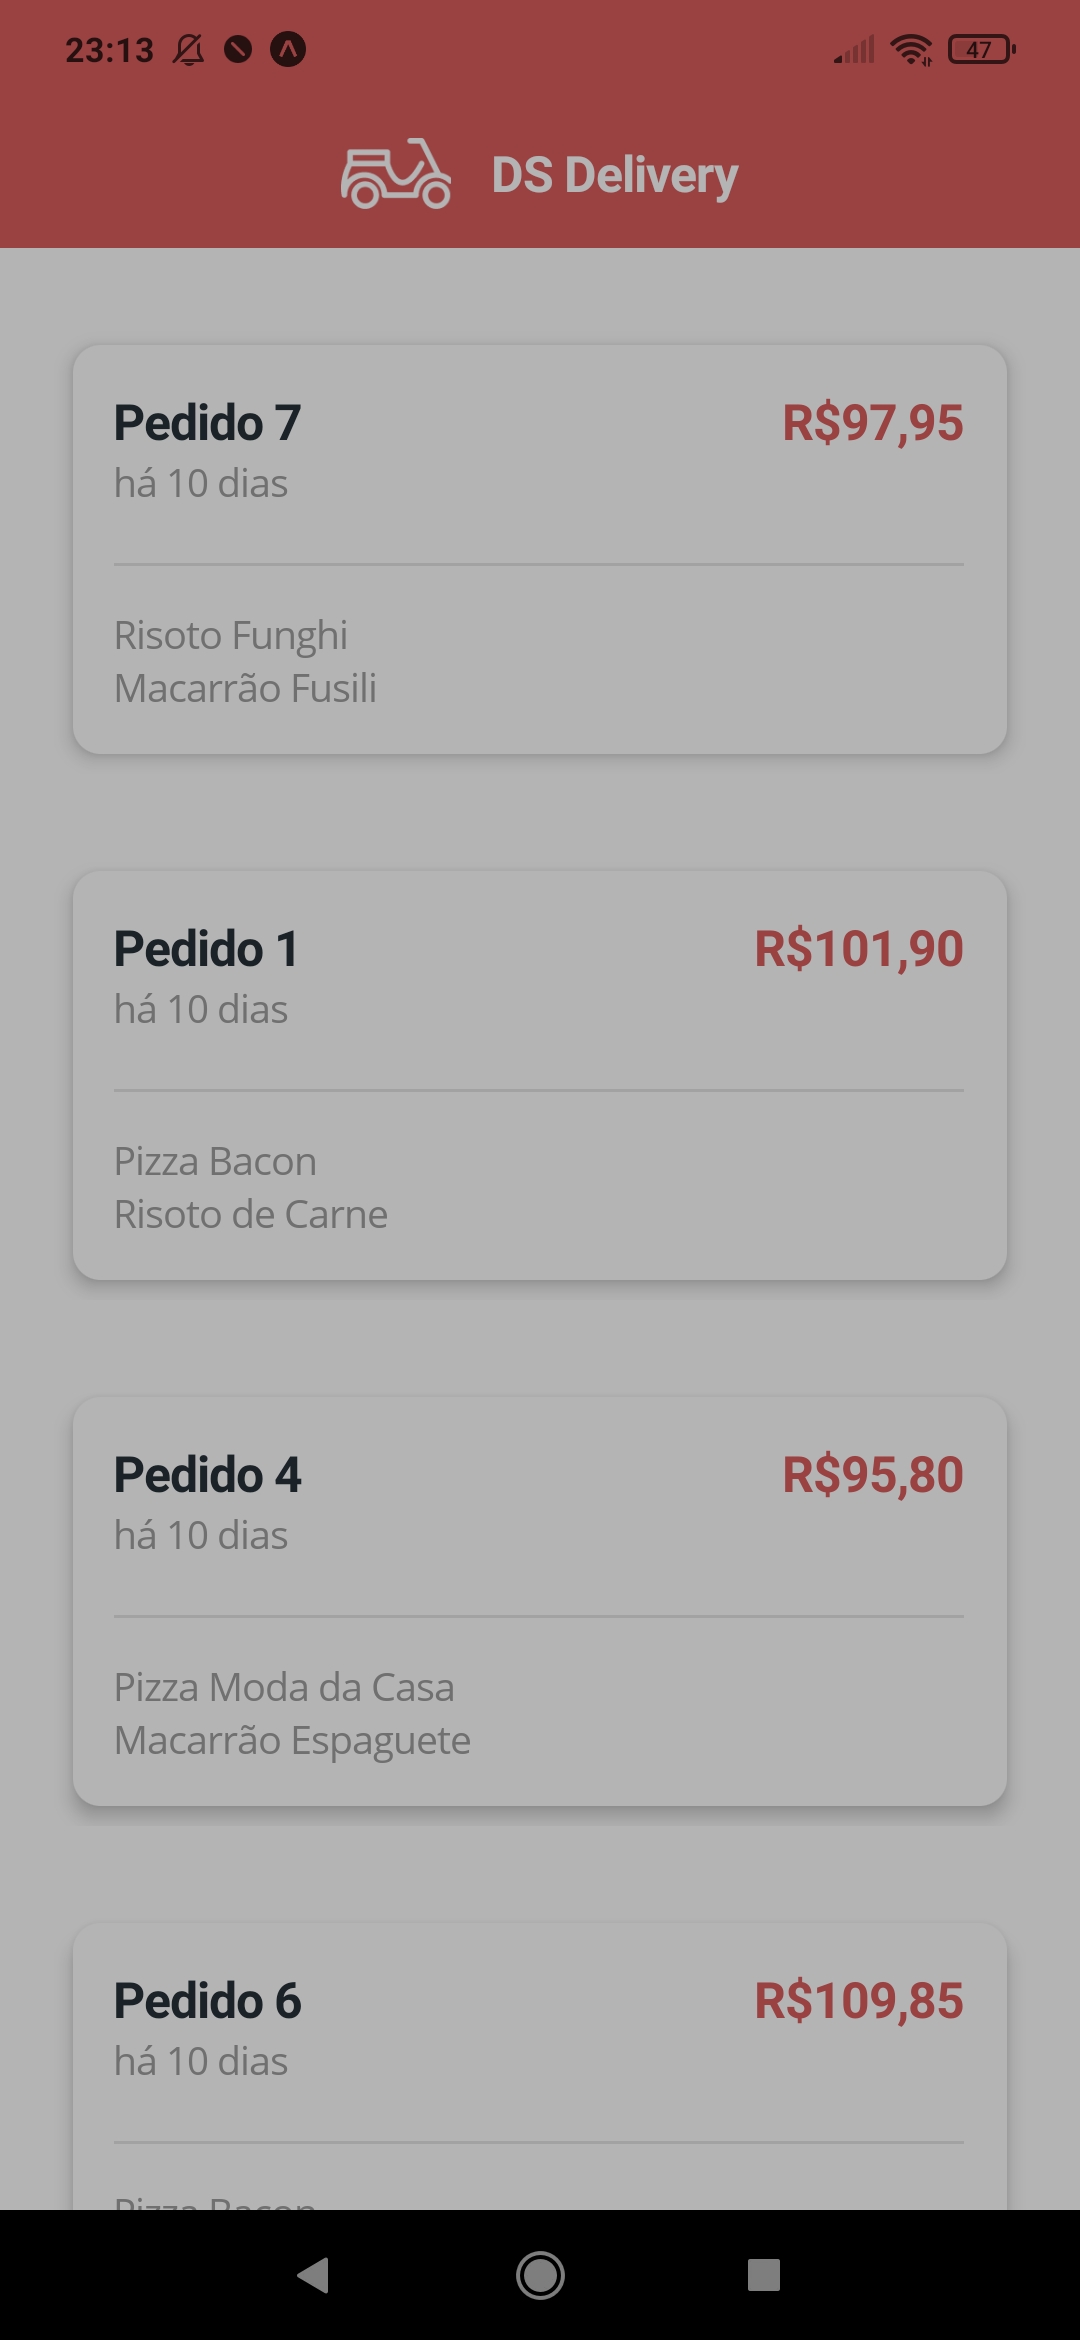 23:13
47
DS Delivery
Pedido 7
R$97,95
há 10 dias
Risoto Funghi
Macarrão Fusili
Pedido 1
R$101,90
há 10 dias
Pizza Bacon
Risoto de Carne
Pedido 4
R$95,80
há 10 dias
Pizza Moda da Casa
Macarrão Espaguete
Pedido 6
R$109,85
há 10 dias
Pizza Bacon